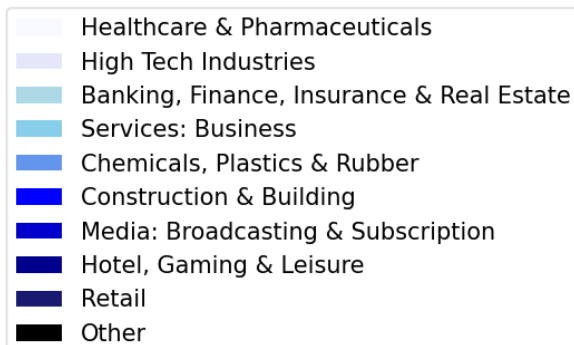 Healthcare & Pharmaceuticals
High Tech Industries
Banking, Finance, Insurance & Real Estate
Services: Business
Chemicals, Plastics & Rubber
Construction & Building
Media: Broadcasting & Subscription
Hotel, Gaming & Leisure
Retail
Other